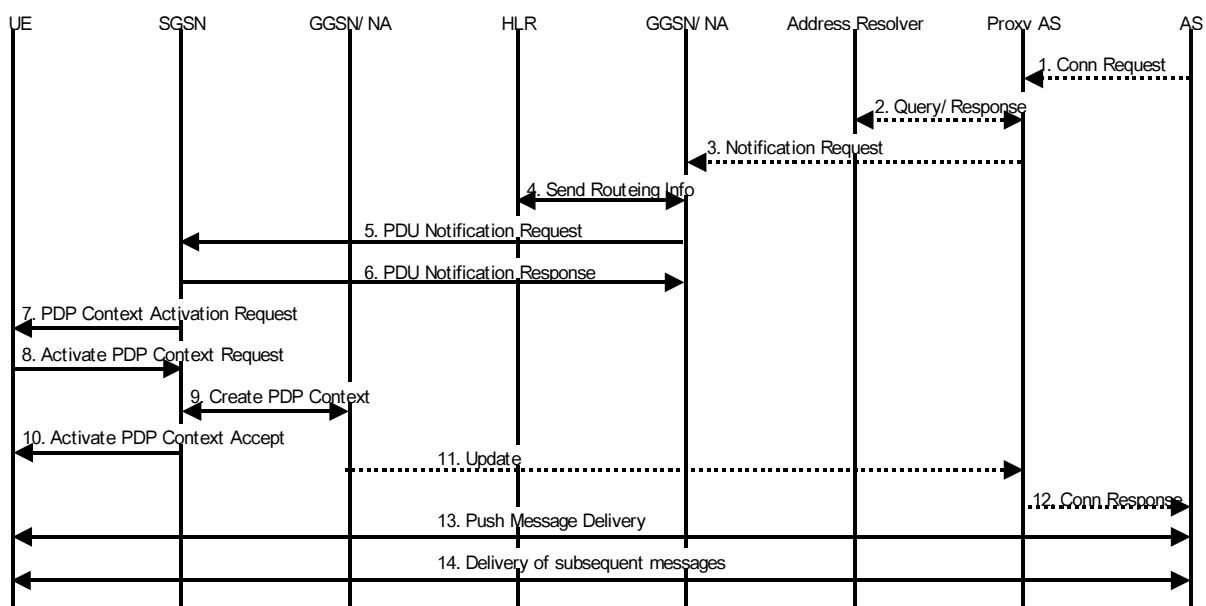 UE SGSN GGSN/ NA HLR GGSN/ NA Address Resolver Proxy AS AS
1. Conn Request
2. Query/ Response
3. Notification Request
4. Send Routeing Info
5. PDU Notification Request
6. PDU Notification Response
7. PDP Context Activation Request
8. Activate PDP Context Request
9. Create PDP Context
10. Activate PDP Context Accept
11. Update
12. Conn Response
13. Push Message Delivery
14. Delivery of subsequent messages